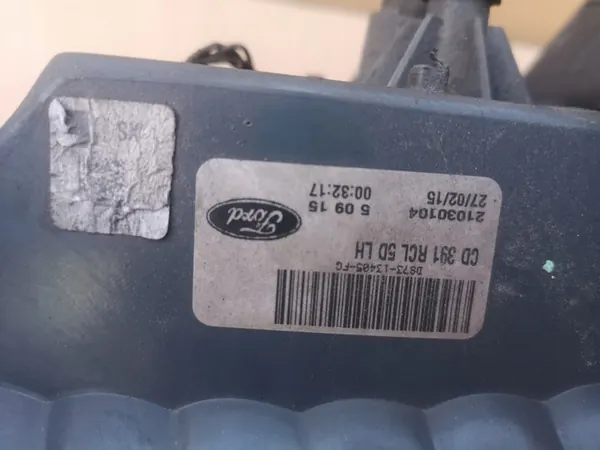 DS73-13405-FG
CD 391 RCL 5D LH
21030104 5 09 15
27/02/15 00:32:17
Ford